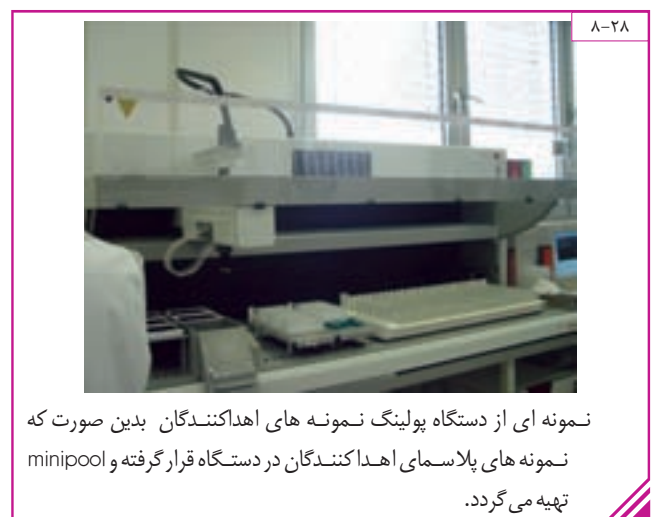 ۸-۲۸
نـمونه ای از دستگاه پولینگ نـمونـه های اهداکننـدگان بدین صورت که
نـمونه های پلاسـمای اهـدا کننـدگان در دستـگاه قرار گرفته و minipool
تهیه می گردد.